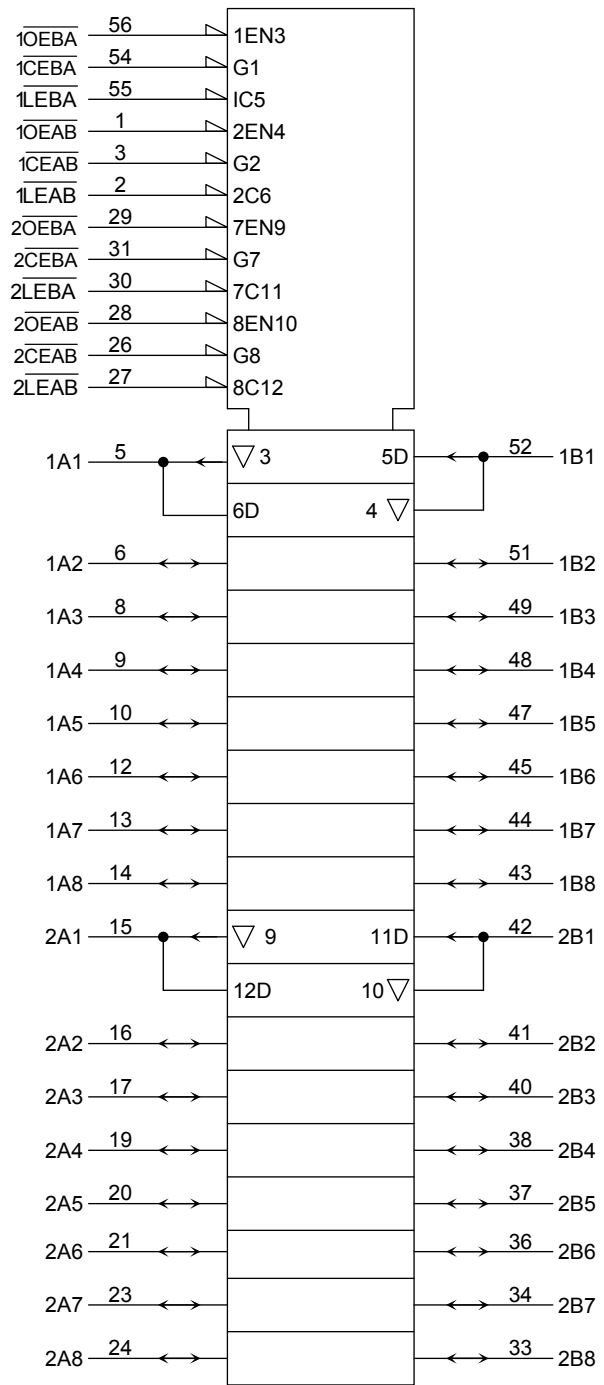 1OEBA 56 1EN3
1CEBA 54 G1
1LEBA 55 IC5
1OEAB 1 2EN4
1CEAB 3 G2
1LEAB 2 2C6
2OEBA 29 7EN9
2CEBA 31 G7
2LEBA 30 7C11
2OEAB 28 8EN10
2CEAB 26 G8
2LEAB 27 8C12
1A1 5 3 5D 52 1B1
6D 4
1A2 6 51 1B2
1A3 8 49 1B3
1A4 9 48 1B4
1A5 10 47 1B5
1A6 12 45 1B6
1A7 13 44 1B7
1A8 14 43 1B8
2A1 15 9 11D 42 2B1
12D 10
2A2 16 41 2B2
2A3 17 40 2B3
2A4 19 38 2B4
2A5 20 37 2B5
2A6 21 36 2B6
2A7 23 34 2B7
2A8 24 33 2B8